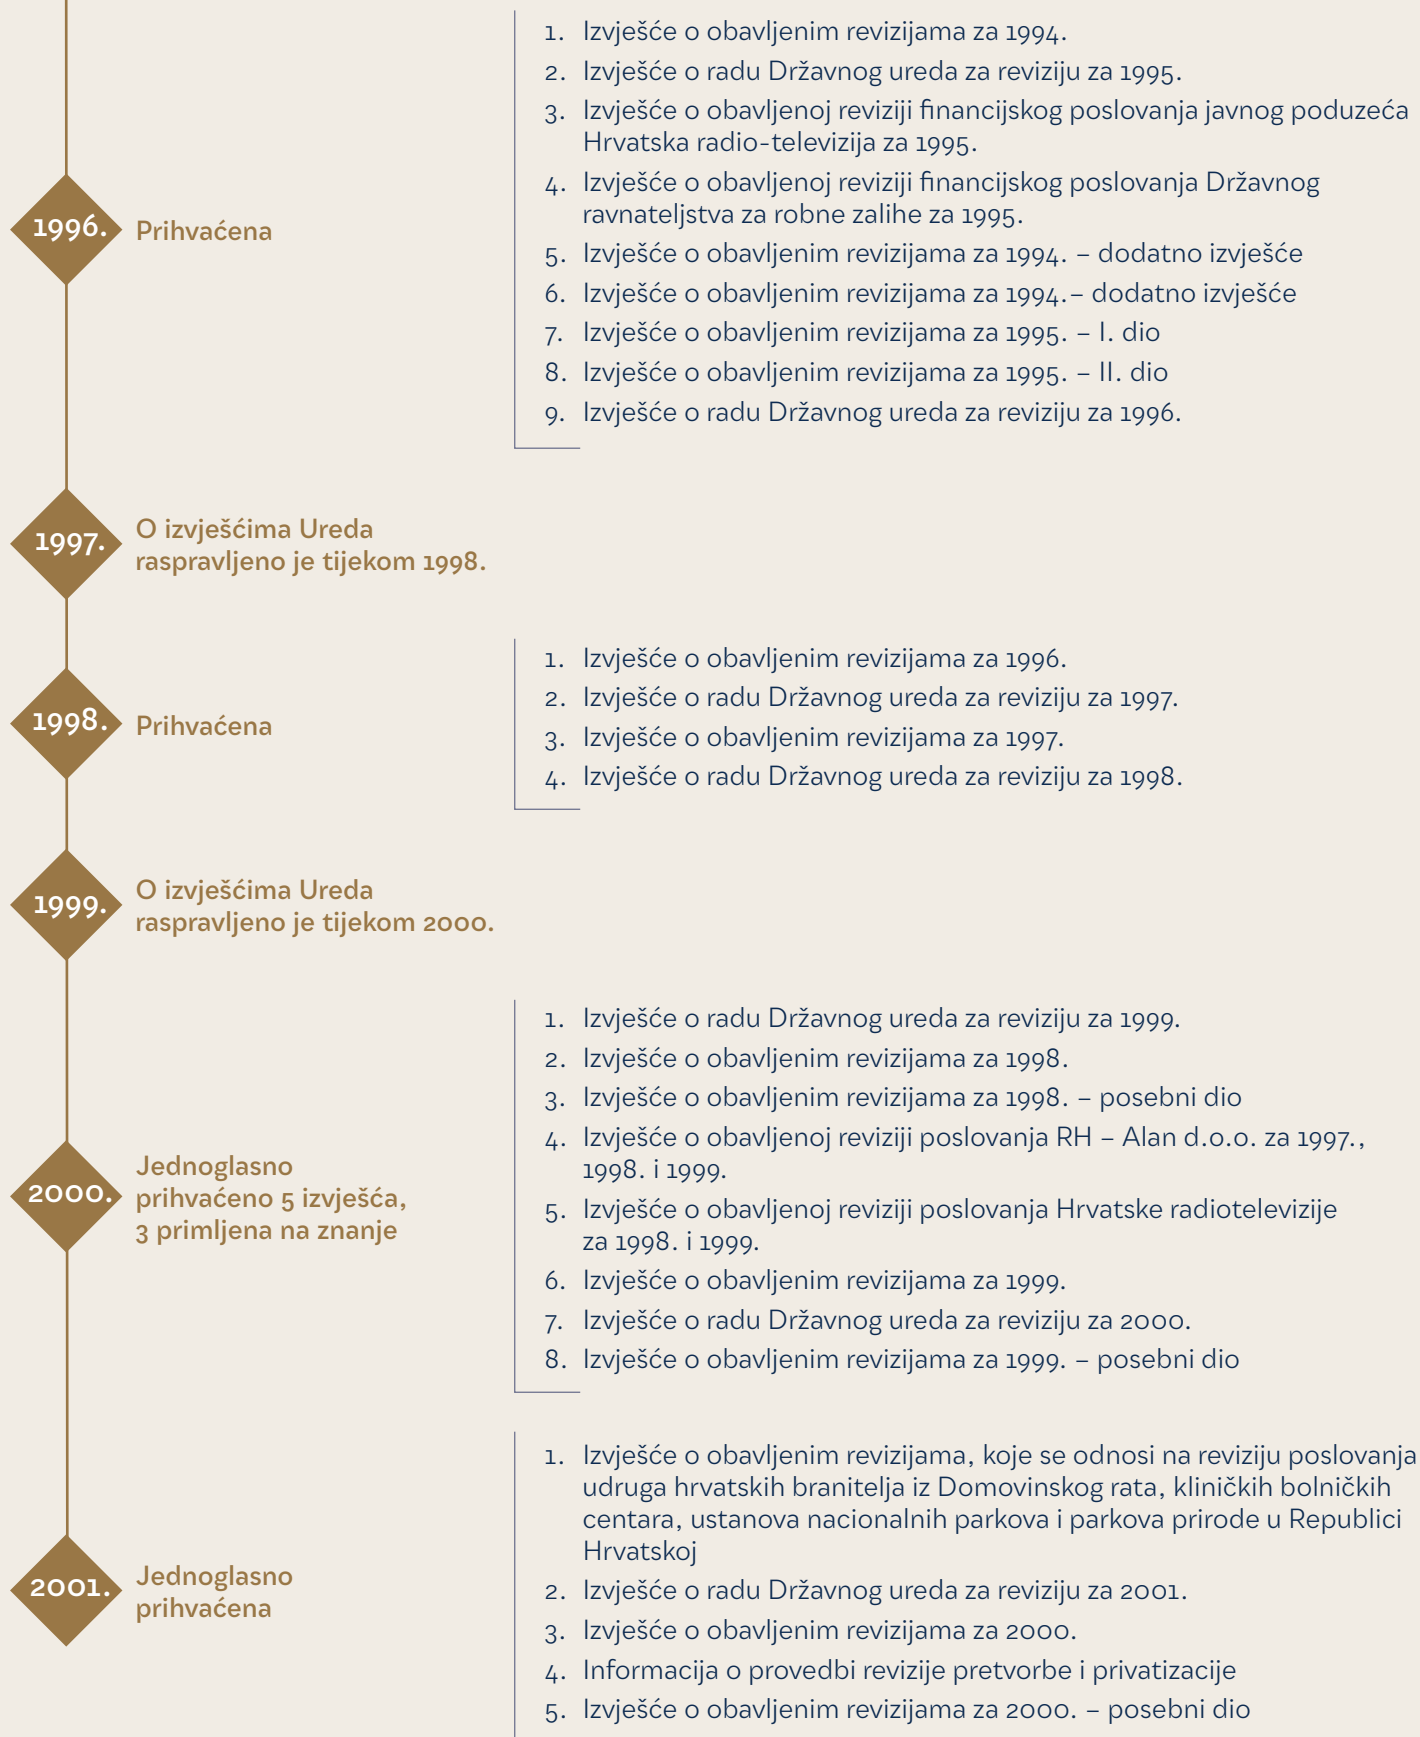 1. Izvješće o obavljenim revizijama za 1994.
2. Izvješće o radu Državnog ureda za reviziju za 1995.
3. Izvješće o obavljenoj reviziji financijskog poslovanja javnog poduzeća
Hrvatska radio-televizija za 1995.
4. Izvješće o obavljenoj reviziji financijskog poslovanja Državnog
ravnateljstva za robne zalihe za 1995.
1996. Prihvaćena
5. Izvješće o obavljenim revizijama za 1994. – dodatno izvješće
6. Izvješće o obavljenim revizijama za 1994.– dodatno izvješće
7. Izvješće o obavljenim revizijama za 1995. – I. dio
8. Izvješće o obavljenim revizijama za 1995. – II. dio
9. Izvješće o radu Državnog ureda za reviziju za 1996.
1997.
O izvješćima Ureda
raspravljeno je tijekom 1998.
1998. Prihvaćena
1. Izvješće o obavljenim revizijama za 1996.
2. Izvješće o radu Državnog ureda za reviziju za 1997.
3. Izvješće o obavljenim revizijama za 1997.
4. Izvješće o radu Državnog ureda za reviziju za 1998.
1999.
O izvješćima Ureda
raspravljeno je tijekom 2000.
2000.
Jednoglasno
prihvaćeno 5 izvješća,
3 primljena na znanje
1. Izvješće o radu Državnog ureda za reviziju za 1999.
2. Izvješće o obavljenim revizijama za 1998.
3. Izvješće o obavljenim revizijama za 1998. – posebni dio
4. Izvješće o obavljenoj reviziji poslovanja RH – Alan d.o.o. za 1997.,
1998. i 1999.
5. Izvješće o obavljenoj reviziji poslovanja Hrvatske radiotelevizije
za 1998. i 1999.
6. Izvješće o obavljenim revizijama za 1999.
7. Izvješće o radu Državnog ureda za reviziju za 2000.
8. Izvješće o obavljenim revizijama za 1999. – posebni dio
2001.
Jednoglasno
prihvaćena
1. Izvješće o obavljenim revizijama, koje se odnosi na reviziju poslovanja
udruga hrvatskih branitelja iz Domovinskog rata, kliničkih bolničkih
centara, ustanova nacionalnih parkova i parkova prirode u Republici
Hrvatskoj
2. Izvješće o radu Državnog ureda za reviziju za 2001.
3. Izvješće o obavljenim revizijama za 2000.
4. Informacija o provedbi revizije pretvorbe i privatizacije
5. Izvješće o obavljenim revizijama za 2000. – posebni dio